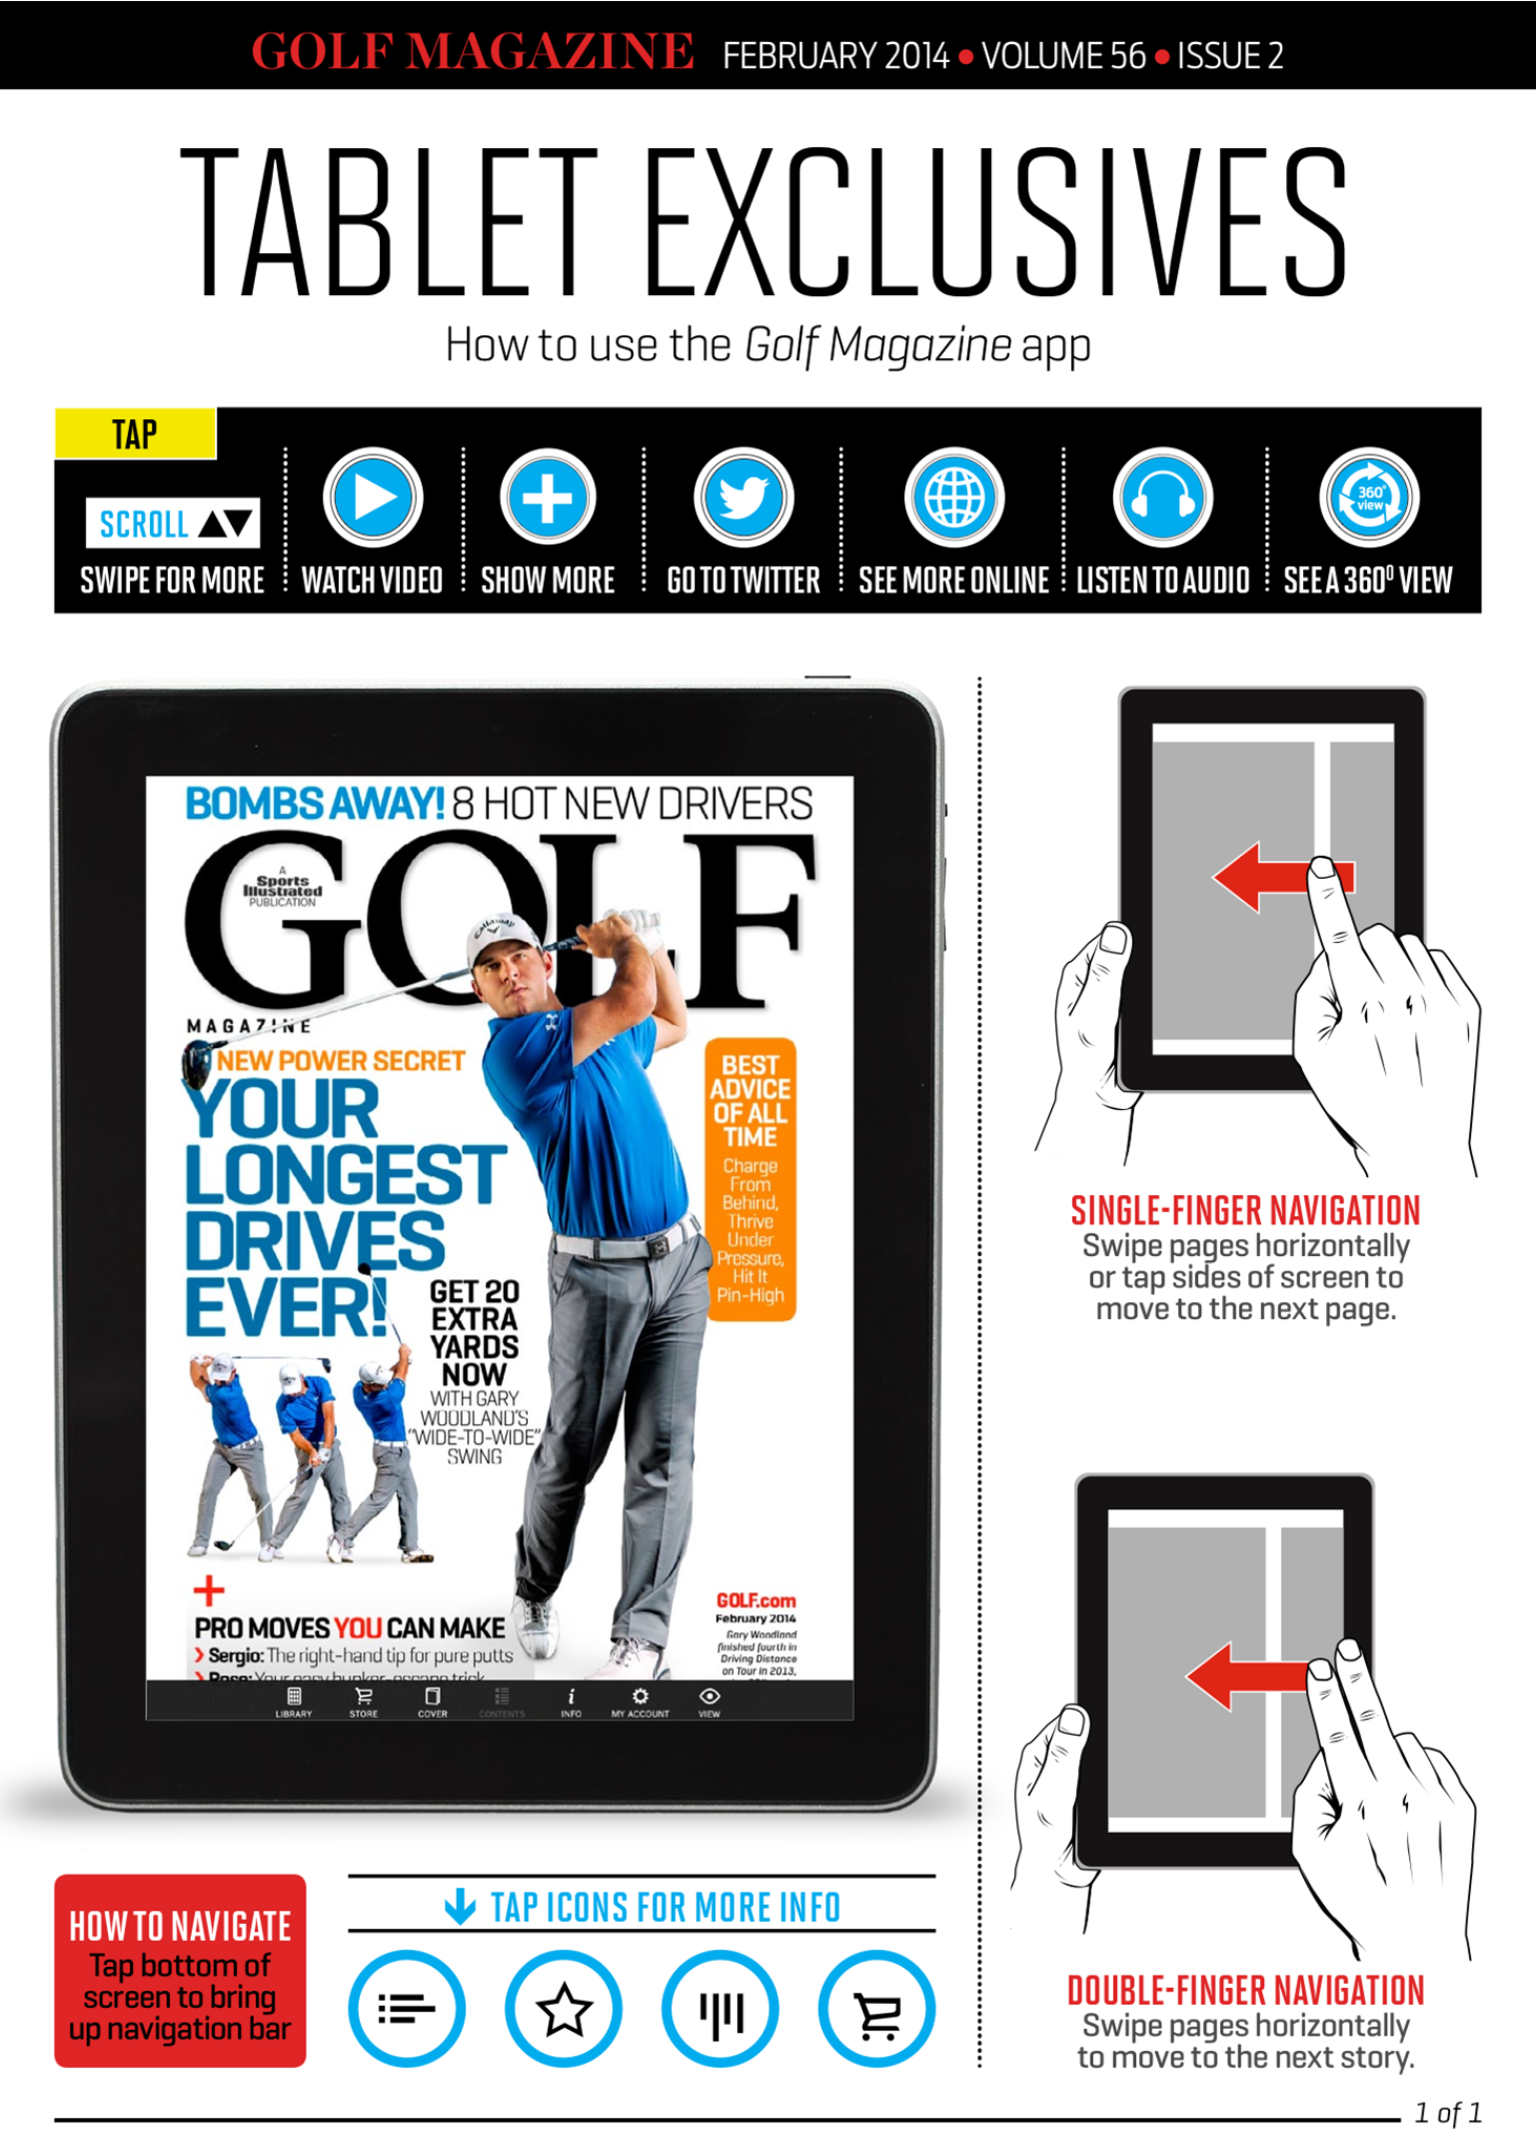 GOLF MAGAZINE FEBRUARY 2014 ● VOLUME 56 ● ISSUE 2
TABLET EXCLUSIVES
How to use the Golf Magazine app
TAP
SCROLL ▲▼
SWIPE FOR MORE
WATCH VIDEO
SHOW MORE
GO TO TWITTER
SEE MORE ONLINE
LISTEN TO AUDIO
360°
view
SEE A 360⁰ VIEW
BOMBS AWAY! 8 HOT NEW DRIVERS
GOLF
A
Sports
Illustrated
PUBLICATION
Callaway
MAGAZINE
NEW POWER SECRET
YOUR
LONGEST
DRIVES
EVER!
GET 20
EXTRA
YARDS
NOW
WITH GARY
WOODLAND'S
"WIDE-TO-WIDE"
SWING
BEST
ADVICE
OF ALL
TIME
Charge
From
Behind,
Thrive
Under
Pressure,
Hit It
Pin-High
+
PRO MOVES YOU CAN MAKE
Sergio: The right-hand tip for pure putts
Rose: Your easy bunker-escape trick
GOLF.com
February 2014
Gary Woodland
finished fourth in
Driving Distance
on Tour in 2013,
LIBRARY
STORE
COVER
CONTENTS
INFO
MY ACCOUNT
VIEW
SINGLE-FINGER NAVIGATION
Swipe pages horizontally
or tap sides of screen to
move to the next page.
DOUBLE-FINGER NAVIGATION
Swipe pages horizontally
to move to the next story.
HOW TO NAVIGATE
Tap bottom of
screen to bring
up navigation bar
TAP ICONS FOR MORE INFO
1 of 1